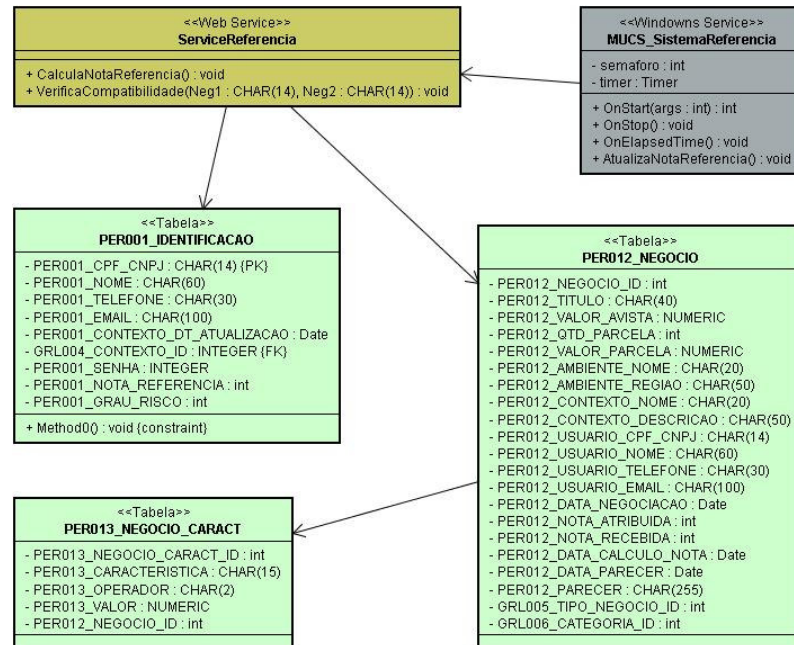 <<Web Service>>
ServiceReferencia
+ CalculaNotaReferencia() : void
+ VerificaCompatibilidade(Neg1 : CHAR(14), Neg2 : CHAR(14)) : void
<<Windowns Service>>
MUCS_SistemaReferencia
- semaforo : int
- timer : Timer
+ OnStart(args : int) : int
+ OnStop() : void
+ OnElapsedTime() : void
+ AtualizaNotaReferencia() : void
<<Tabela>>
PER001_IDENTIFICACAO
- PER001_CPF_CNPJ : CHAR(14) {PK}
- PER001_NOME : CHAR(60)
- PER001_TELEFONE : CHAR(30)
- PER001_EMAIL : CHAR(100)
- PER001_CONTEXTO_DT_ATUALIZACAO : Date
- GRL004_CONTEXTO_ID : INTEGER {FK}
- PER001_SENHA : INTEGER
- PER001_NOTA_REFERENCIA : int
- PER001_GRAU_RISCO : int
+ Method0() : void {constraint}
<<Tabela>>
PER012_NEGOCIO
- PER012_NEGOCIO_ID : int
- PER012_TITULO : CHAR(40)
- PER012_VALOR_AVISTA : NUMERIC
- PER012_QTD_PARCELA : int
- PER012_VALOR_PARCELA : NUMERIC
- PER012_AMBIENTE_NOME : CHAR(20)
- PER012_AMBIENTE_REGIAO : CHAR(50)
- PER012_CONTEXTO_NOME : CHAR(20)
- PER012_CONTEXTO_DESCRICAO : CHAR(50)
- PER012_USUARIO_CPF_CNPJ : CHAR(14)
- PER012_USUARIO_NOME : CHAR(60)
- PER012_USUARIO_TELEFONE : CHAR(30)
- PER012_USUARIO_EMAIL : CHAR(100)
- PER012_DATA_NEGOCIACAO : Date
- PER012_NOTA_ATRIBUIDA : int
- PER012_NOTA_RECEBIDA : int
- PER012_DATA_CALCULO_NOTA : Date
- PER012_DATA_PARECER : Date
- PER012_PARECER : CHAR(255)
- GRL005_TIPO_NEGOCIO_ID : int
- GRL006_CATEGORIA_ID : int
<<Tabela>>
PER013_NEGOCIO_CARACT
- PER013_NEGOCIO_CARACT_ID : int
- PER013_CARACTERISTICA : CHAR(15)
- PER013_OPERADOR : CHAR(2)
- PER013_VALOR : NUMERIC
- PER012_NEGOCIO_ID : int